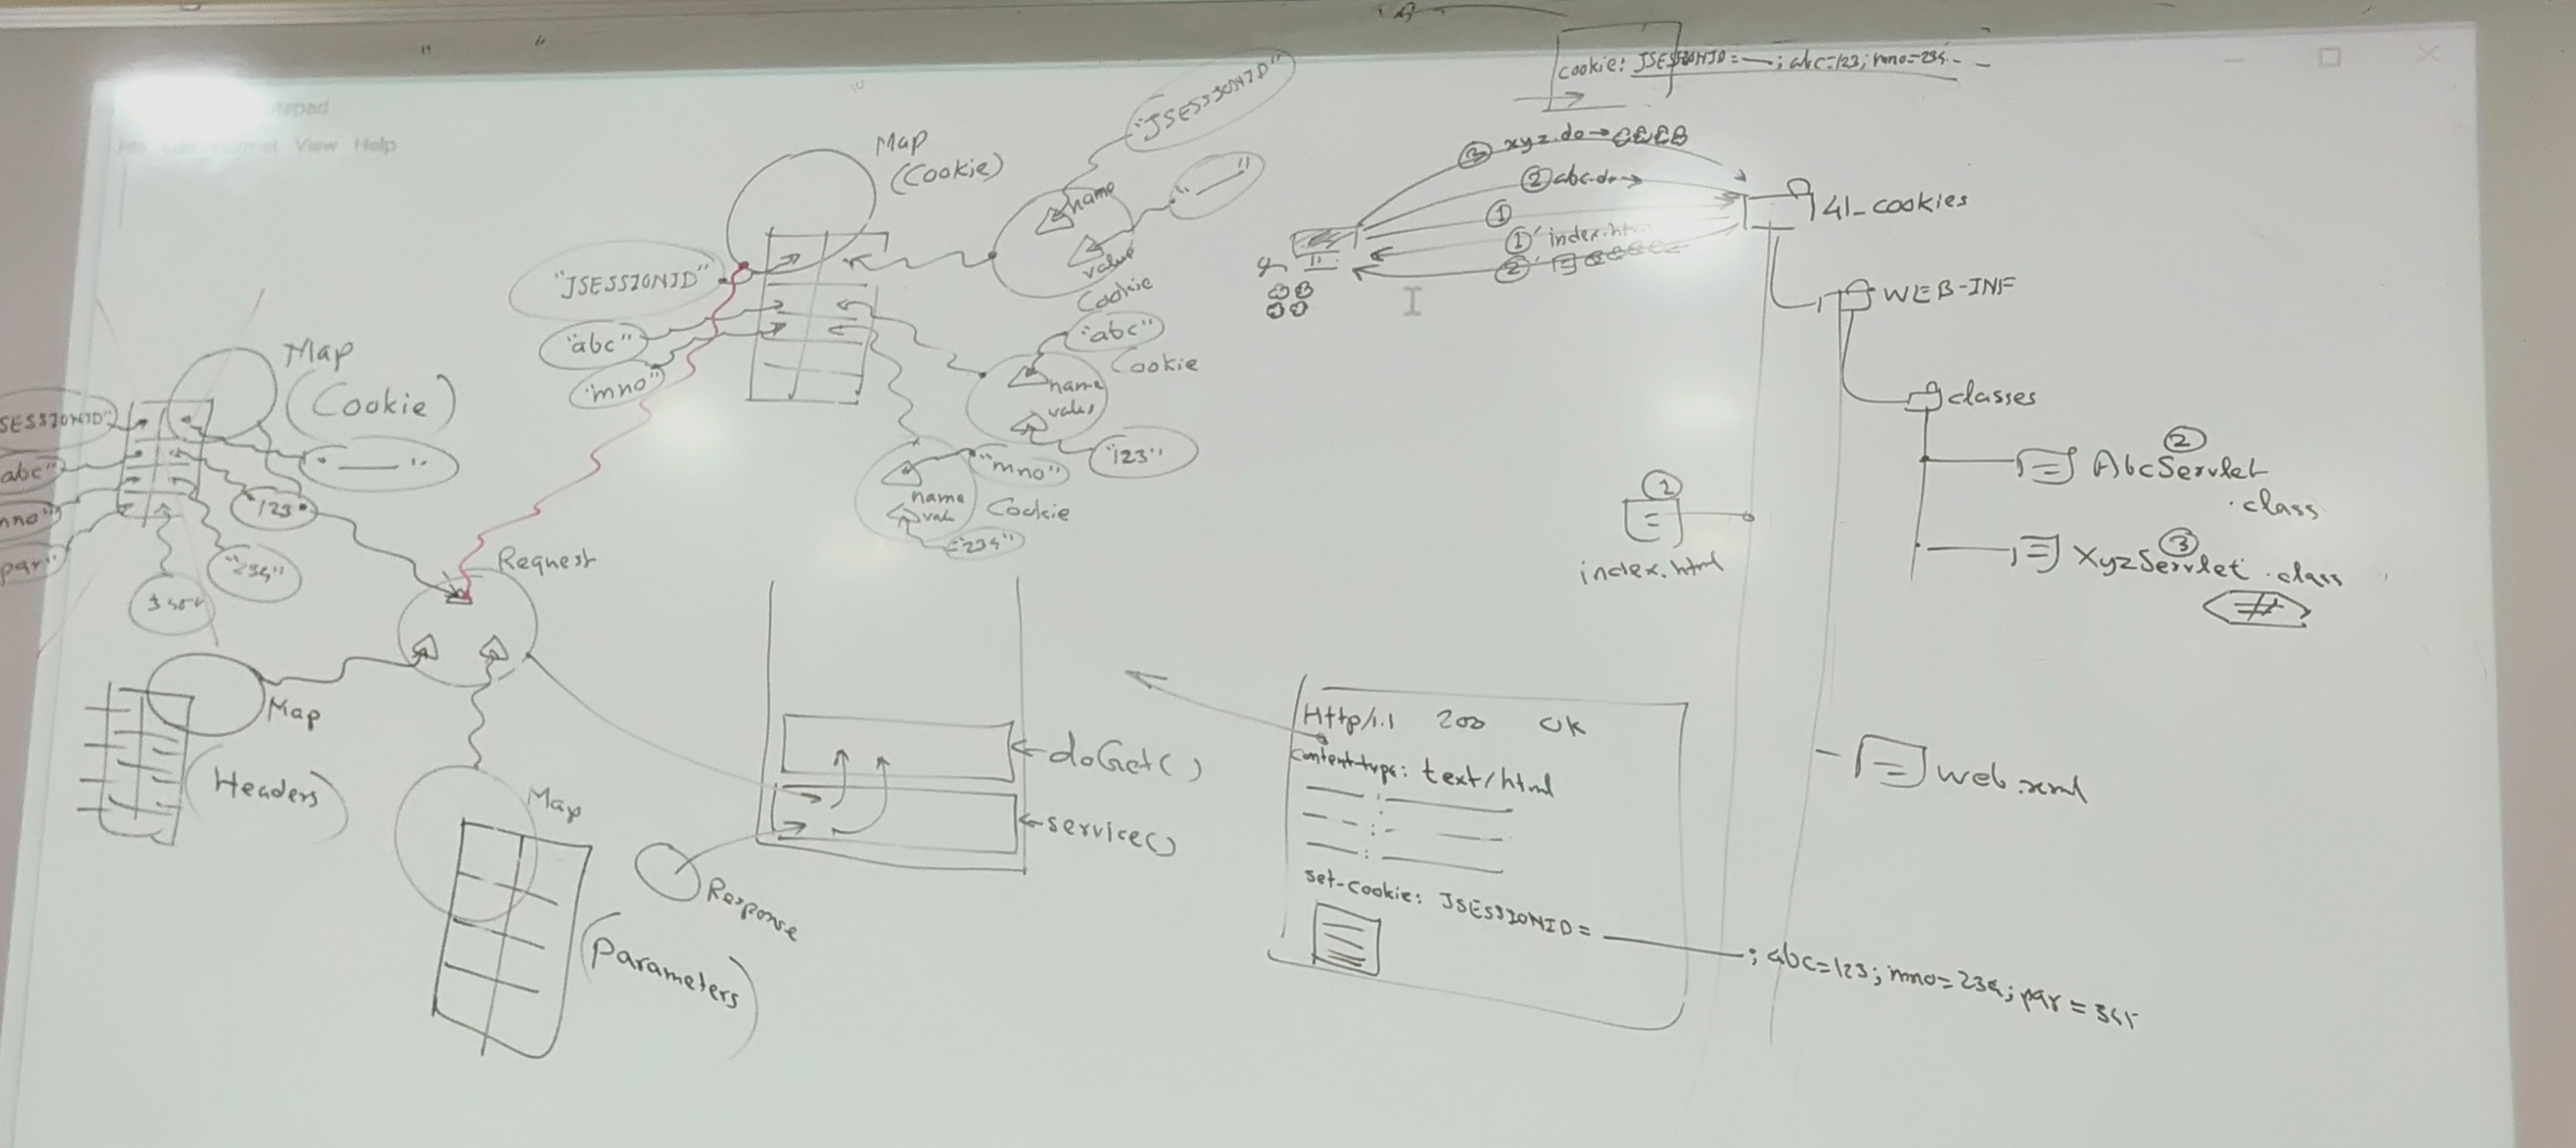 cookie: JSESSIONID = — ; abc=123; mno=234 - -
File Edit Format View Help
Map
(Cookie)
"JSESSIONID"
name
value
Cookie
"JSESSIONID"
"abc"
"mno"
"abc"
Cookie
name
"123"
"mno"
name
val
Cookie
"234"
③ xyz.do →
② abc.do →
①
①' index.html
②'
41_cookies
WEB-INF
classes
②
AbcServlet
.class
③
XyzServlet .class
①
index.html
web.xml
Map
(Cookie)
SESSIONID"
abc"
mno"
par"
"——"
"123"
"234"
Request
Map
(Headers)
Map
(Parameters)
Response
←doGet()
←service()
Http/1.1 200 OK
content-type: text/html
set-cookie: JSESSIONID = —— ; abc=123; mno=234; par = 345